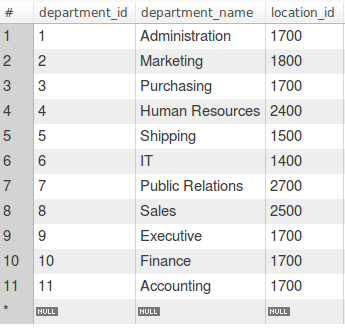 # department_id department_name location_id
1 1 Administration 1700
2 2 Marketing 1800
3 3 Purchasing 1700
4 4 Human Resources 2400
5 5 Shipping 1500
6 6 IT 1400
7 7 Public Relations 2700
8 8 Sales 2500
9 9 Executive 1700
10 10 Finance 1700
11 11 Accounting 1700
* NULL NULL NULL